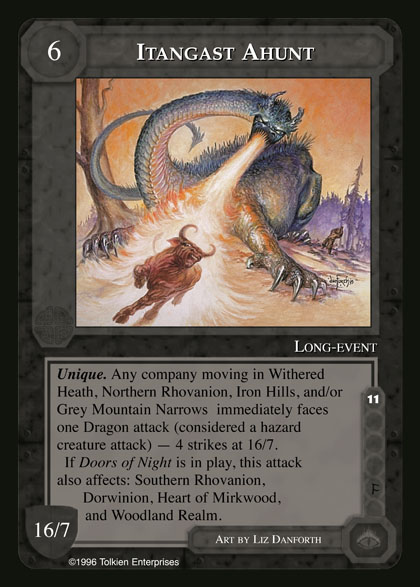 6
ITANGAST AHUNT
LONG-EVENT
Unique. Any company moving in Withered
Heath, Northern Rhovanion, Iron Hills, and/or
Grey Mountain Narrows immediately faces
one Dragon attack (considered a hazard
creature attack) — 4 strikes at 16/7.
If Doors of Night is in play, this attack
also affects: Southern Rhovanion,
Dorwinion, Heart of Mirkwood,
and Woodland Realm.
11
F
16/7
ART BY LIZ DANFORTH
©1996 Tolkien Enterprises